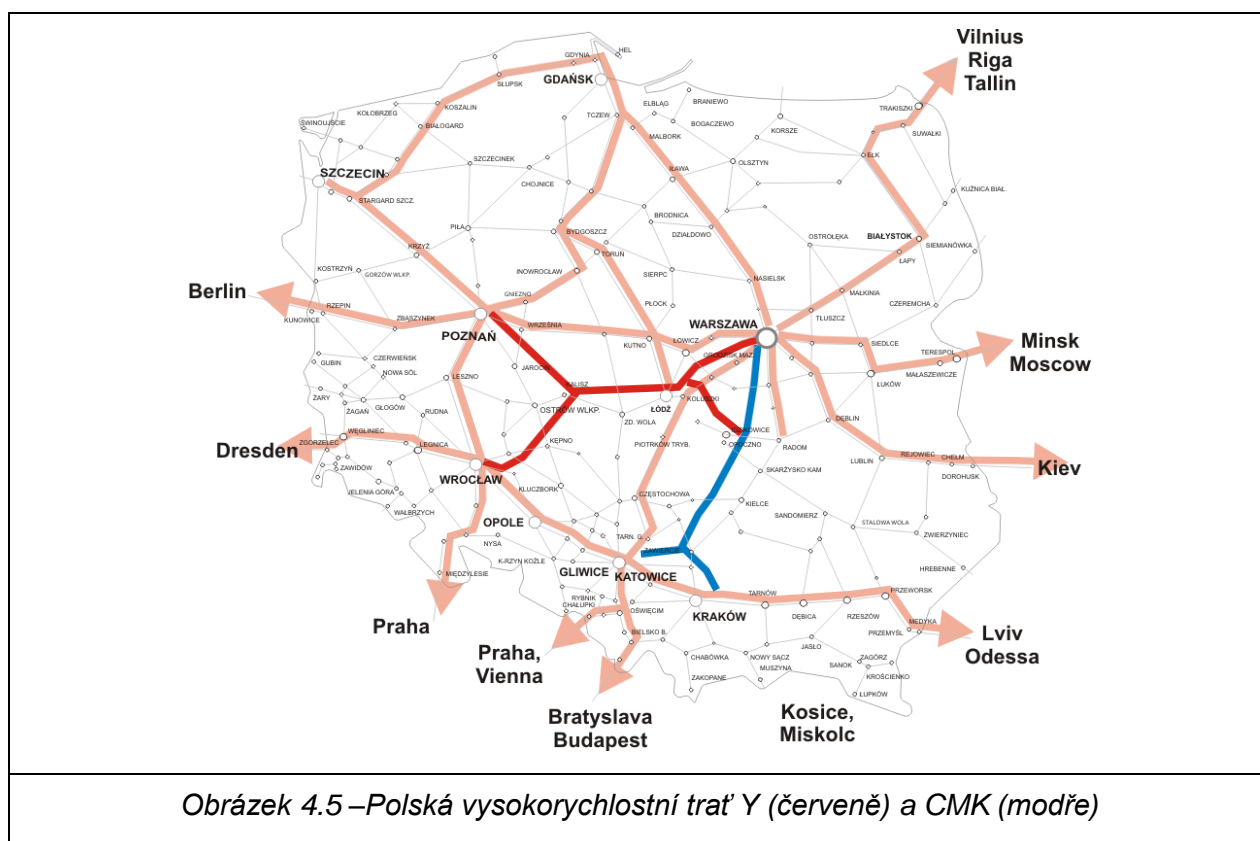 Vilnius
Riga
Tallin
HEL
GDYNIA
GDAŃSK
SŁUPSK
ELBLĄG
BRANIEWO
TRAKISZKI
KOSZALIN
KOŁOBRZEG
TCZEW
BOGACZEWO
ŚWINOUJŚCIE
BIAŁOGARD
MALBORK
KORSZE
SUWAŁKI
EŁK
SZCZECINEK
OLSZTYN
IŁAWA
SZCZECIN
CHOJNICE
KUŹNICA BIAŁ.
STARGARD SZCZ.
BRODNICA
PIŁA
BYDGOSZCZ
DZIAŁDOWO
BIAŁYSTOK
OSTROŁĘKA
SIEMIANÓWKA
KRZYŻ
TORUŃ
ŁAPY
KOSTRZYŃ
GORZÓW WLKP.
INOWROCŁAW
SIERPC
NASIELSK
Berlin
GNIEZNO
MAŁKINIA
RZEPIN
PŁOCK
CZEREMCHA
KUNOWICE
ZBĄSZYNEK
POZNAŃ
WRZEŚNIA
WARSZAWA
TŁUSZCZ
KUTNO
ŁOWICZ
SIEDLCE
Minsk
Moscow
GUBIN
CZERWIEŃSK
GRODZISK MAZ.
TERESPOL
NOWA SÓL
LESZNO
JAROCIN
MAŁASZEWICZE
KALISZ
ŁUKÓW
ŻARY
ŻAGAŃ
GŁOGÓW
RUDNA
OSTRÓW WLKP.
ŁÓDŹ
KOLUSZKI
ZD. WOLA
DĘBLIN
WĘGLINIEC
IDZIKOWICE
OPOCZNO
Dresden
ZGORZELEC
LEGNICA
KĘPNO
PIOTRKÓW TRYB.
RADOM
LUBLIN
REJOWIEC
CHEŁM
Kiev
ZAWIDÓW
WROCŁAW
SKARŻYSKO KAM
DOROHUSK
JELENIA GÓRA
KLUCZBORK
CZĘSTOCHOWA
WAŁBRZYCH
OPOLE
KIELCE
SANDOMIERZ
STALOWA WOLA
NYSA
TARN. G.
ZWIERZYNIEC
ZAWIERCIE
K-RZYN KOŹLE
GLIWICE
KATOWICE
HREBENNE
MIĘDZYLESIE
TARNÓW
PRZEWORSK
RYBNIK
CHAŁUPKI
OŚWIĘCIM
KRAKÓW
DĘBICA
RZESZÓW
MEDYKA
Praha
BIELSKO B.
PRZEMYŚL
Lviv
Odessa
Praha,
Vienna
CHABÓWKA
NOWY SĄCZ
JASŁO
ZAGÓRZ
MUSZYNA
SANOK
KROŚCIENKO
ZAKOPANE
ŁUPKÓW
Bratyslava
Budapest
Kosice,
Miskolc
Obrázek 4.5 –Polská vysokorychlostní trať Y (červeně) a CMK (modře)